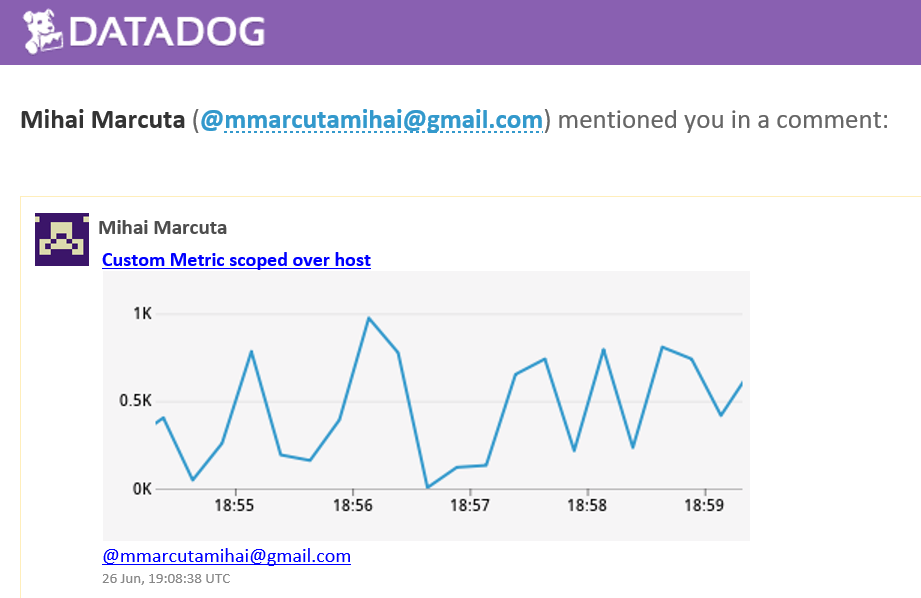 DATADOG
Mihai Marcuta (@mmarcutamihai@gmail.com) mentioned you in a comment:
Mihai Marcuta
Custom Metric scoped over host
1K
0.5K
0K
18:55 18:56 18:57 18:58 18:59
@mmarcutamihai@gmail.com
26 Jun, 19:08:38 UTC